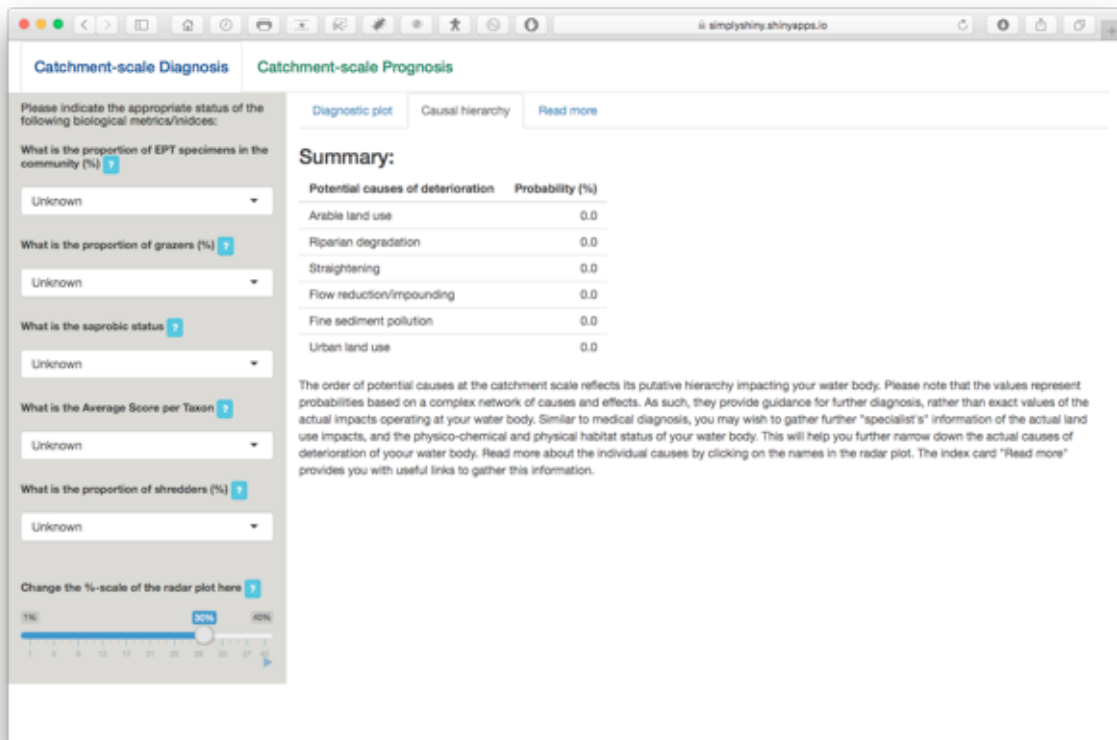 simplyshiny.shinyapps.io
Catchment-scale Diagnosis
Catchment-scale Prognosis
Please indicate the appropriate status of the
following biological metrics/inidces:
What is the proportion of EPT specimens in the
community (%) ?
Unknown
What is the proportion of grazers (%) ?
Unknown
What is the saprobic status ?
Unknown
What is the Average Score per Taxon ?
Unknown
What is the proportion of shredders (%) ?
Unknown
Change the %-scale of the radar plot here ?
1% 30% 40%
1 5 9 13 17 21 25 29 33 37 40
Diagnostic plot Causal hierarchy Read more
Summary:
Potential causes of deterioration Probability (%)
Arable land use 0.0
Riparian degradation 0.0
Straightening 0.0
Flow reduction/impounding 0.0
Fine sediment pollution 0.0
Urban land use 0.0
The order of potential causes at the catchment scale reflects its putative hierarchy impacting your water body. Please note that the values represent
probabilities based on a complex network of causes and effects. As such, they provide guidance for further diagnosis, rather than exact values of the
actual impacts operating at your water body. Similar to medical diagnosis, you may wish to gather further "specialist's" information of the actual land
use impacts, and the physico-chemical and physical habitat status of your water body. This will help you further narrow down the actual causes of
deterioration of yoour water body. Read more about the individual causes by clicking on the names in the radar plot. The index card "Read more"
provides you with useful links to gather this information.